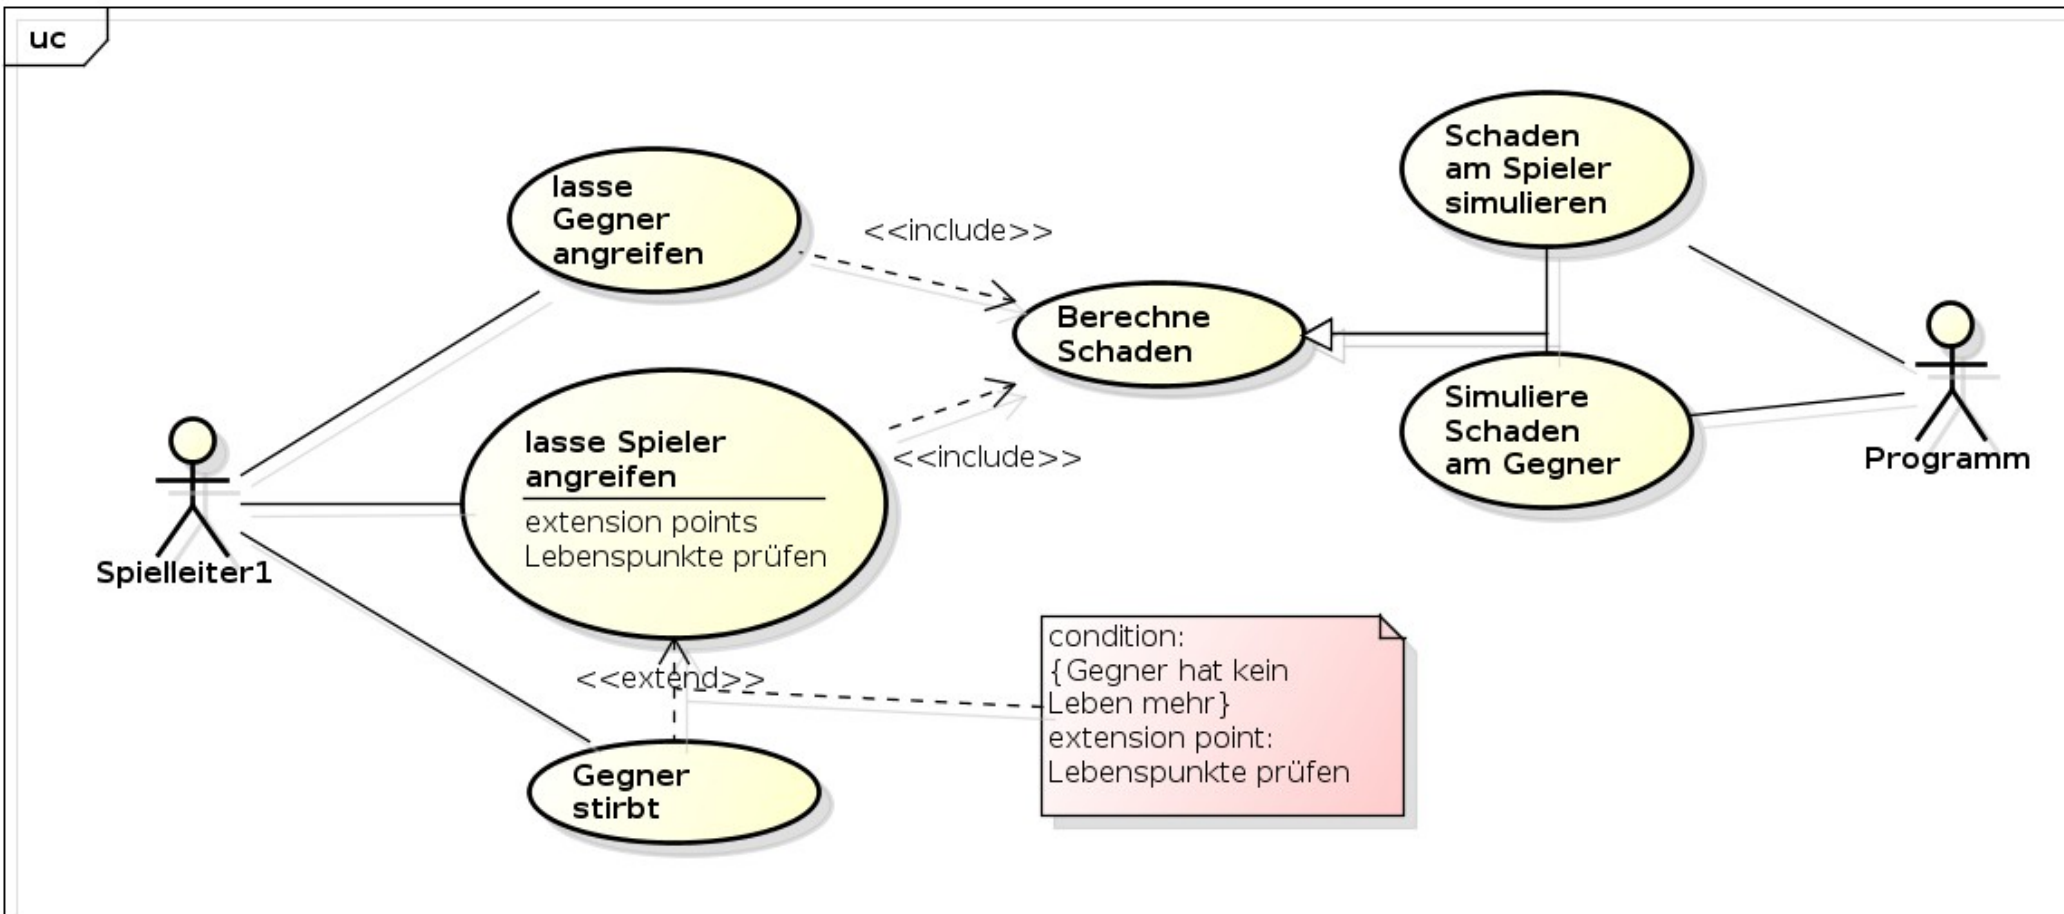 uc
lasse
Gegner
angreifen
<<include>>
Schaden
am Spieler
simulieren
Berechne
Schaden
lasse Spieler
angreifen
extension points
Lebenspunkte prüfen
<<include>>
Simuliere
Schaden
am Gegner
Programm
Spielleiter1
<<extend>>
condition:
{Gegner hat kein
Leben mehr}
extension point:
Lebenspunkte prüfen
Gegner
stirbt